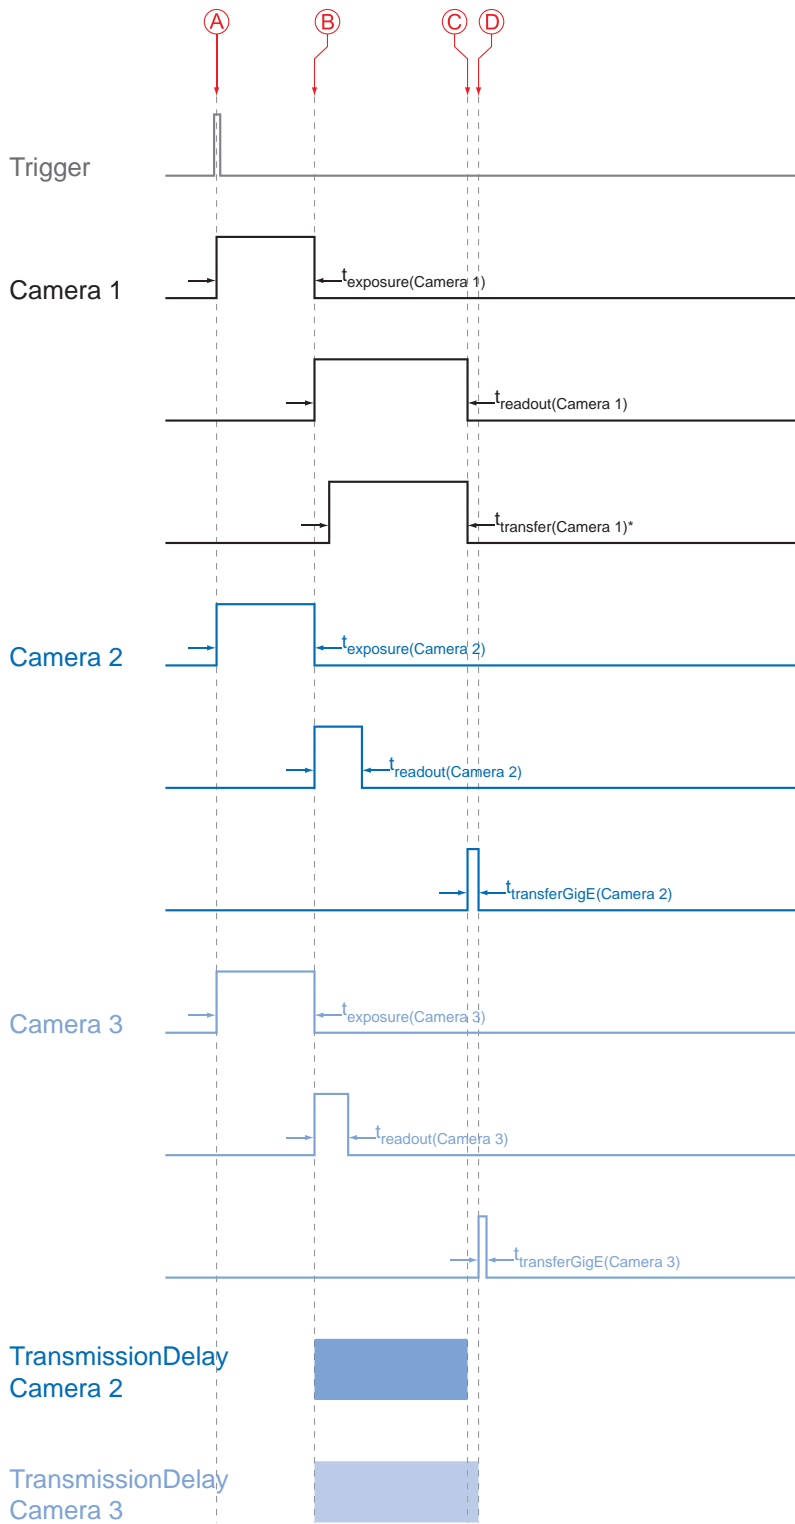 A B C D
Trigger
Camera 1
texposure(Camera 1)
treadout(Camera 1)
ttransfer(Camera 1)*
Camera 2
texposure(Camera 2)
treadout(Camera 2)
ttransferGigE(Camera 2)
Camera 3
texposure(Camera 3)
treadout(Camera 3)
ttransferGigE(Camera 3)
TransmissionDelay
Camera 2
TransmissionDelay
Camera 3